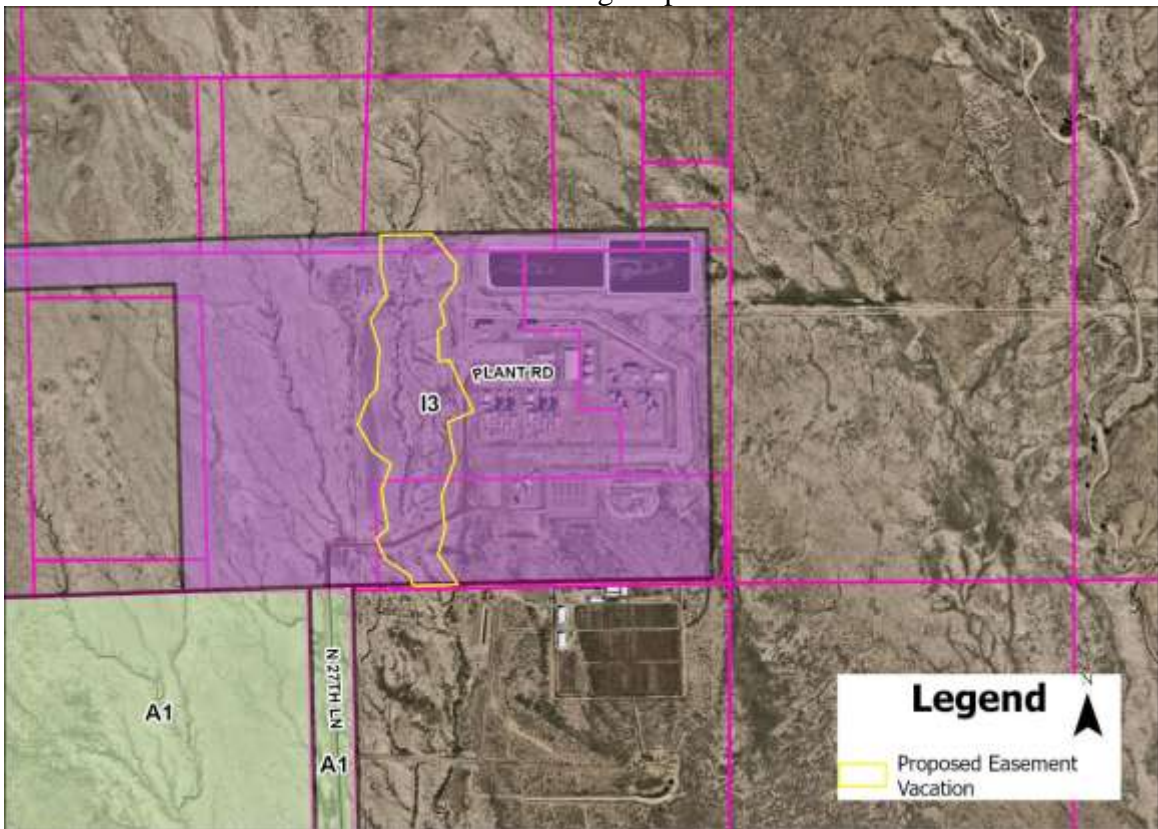 PLANT RD
I3
N 27TH LN
A1
A1
Legend
N
Proposed Easement
Vacation